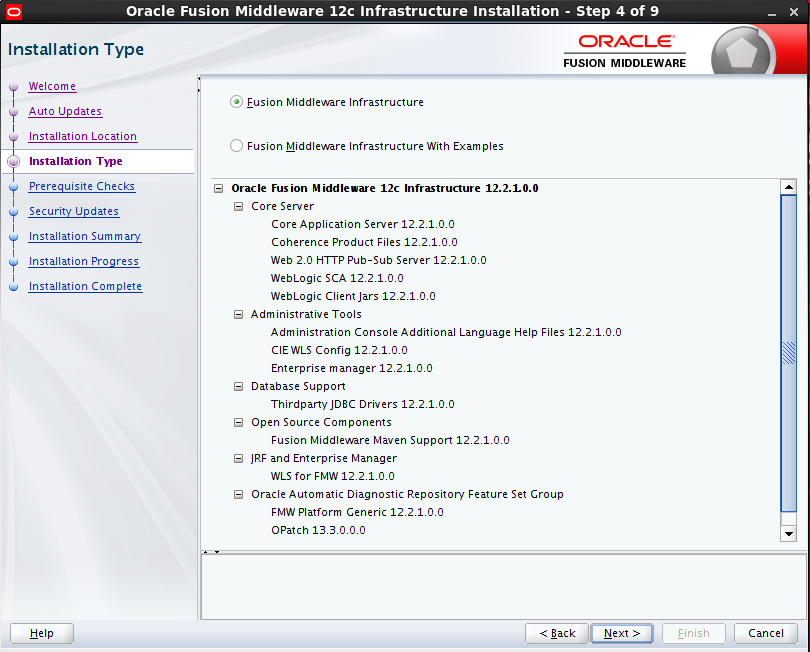 Oracle Fusion Middleware 12c Infrastructure Installation - Step 4 of 9
Installation Type
ORACLE
FUSION MIDDLEWARE
Welcome
Auto Updates
Installation Location
Installation Type
Prerequisite Checks
Security Updates
Installation Summary
Installation Progress
Installation Complete
Fusion Middleware Infrastructure
Fusion Middleware Infrastructure With Examples
Oracle Fusion Middleware 12c Infrastructure 12.2.1.0.0
Core Server
Core Application Server 12.2.1.0.0
Coherence Product Files 12.2.1.0.0
Web 2.0 HTTP Pub-Sub Server 12.2.1.0.0
WebLogic SCA 12.2.1.0.0
WebLogic Client Jars 12.2.1.0.0
Administrative Tools
Administration Console Additional Language Help Files 12.2.1.0.0
CIE WLS Config 12.2.1.0.0
Enterprise manager 12.2.1.0.0
Database Support
Thirdparty JDBC Drivers 12.2.1.0.0
Open Source Components
Fusion Middleware Maven Support 12.2.1.0.0
JRF and Enterprise Manager
WLS for FMW 12.2.1.0.0
Oracle Automatic Diagnostic Repository Feature Set Group
FMW Platform Generic 12.2.1.0.0
OPatch 13.3.0.0.0
Help
< Back
Next >
Finish
Cancel